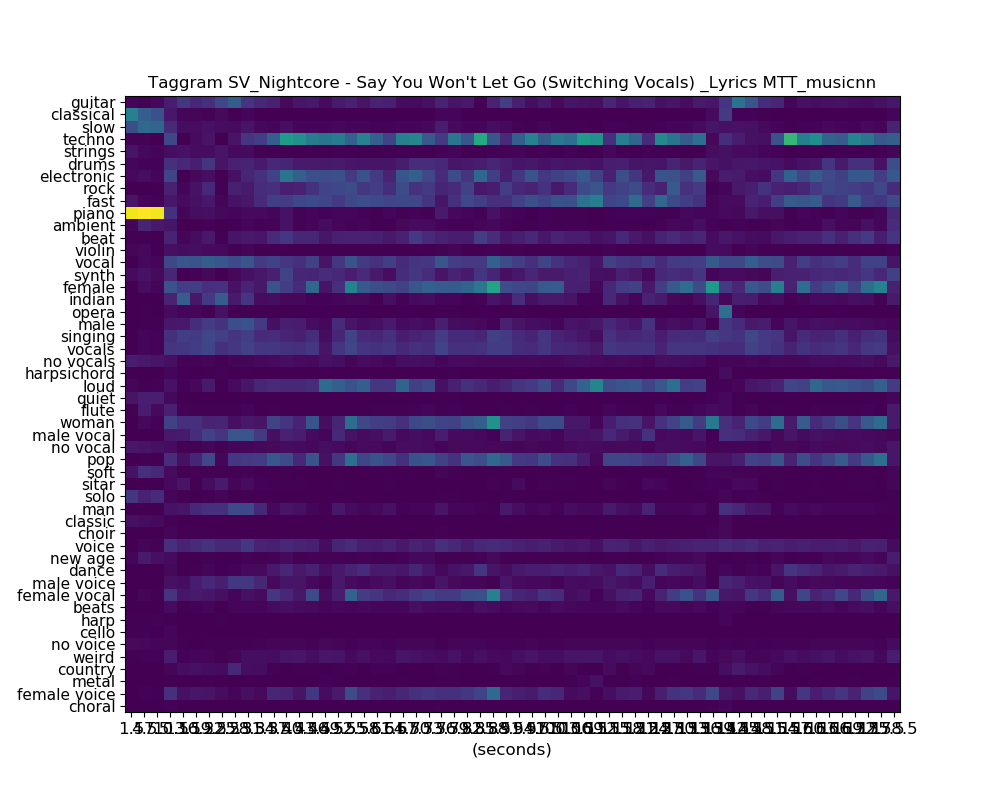 Taggram SV_Nightcore - Say You Won't Let Go (Switching Vocals) _Lyrics MTT_musicnn
guitar
classical
slow
techno
strings
drums
electronic
rock
fast
piano
ambient
beat
violin
vocal
synth
female
indian
opera
male
singing
vocals
no vocals
harpsichord
loud
quiet
flute
woman
male vocal
no vocal
pop
soft
sitar
solo
man
classic
choir
voice
new age
dance
male voice
female vocal
beats
harp
cello
no voice
weird
country
metal
female voice
choral
(seconds)